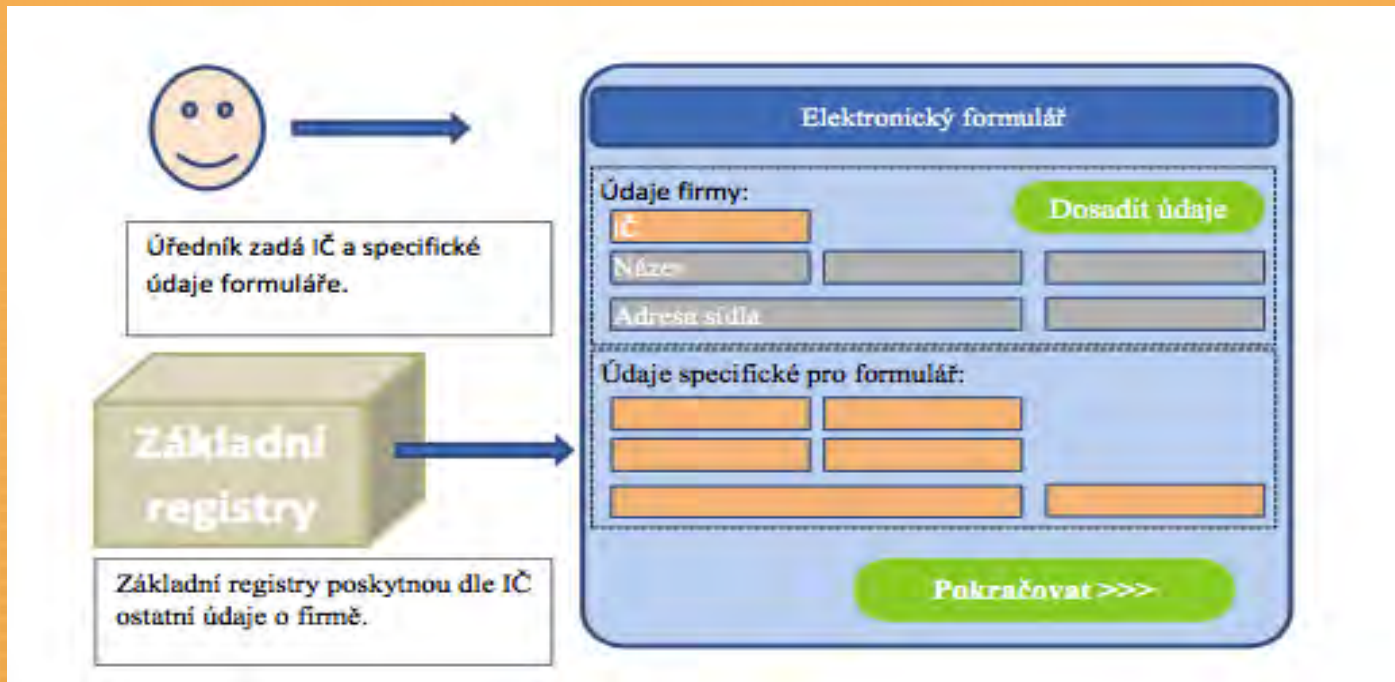 Elektronický formulář
Údaje firmy:
Dosadit údaje
IČ
Název
Adresa sídla
Úředník zadá IČ a specifické
údaje formuláře.
Údaje specifické pro formulář:
Základní
registry
Základní registry poskytnou dle IČ
ostatní údaje o firmě.
Pokračovat >>>